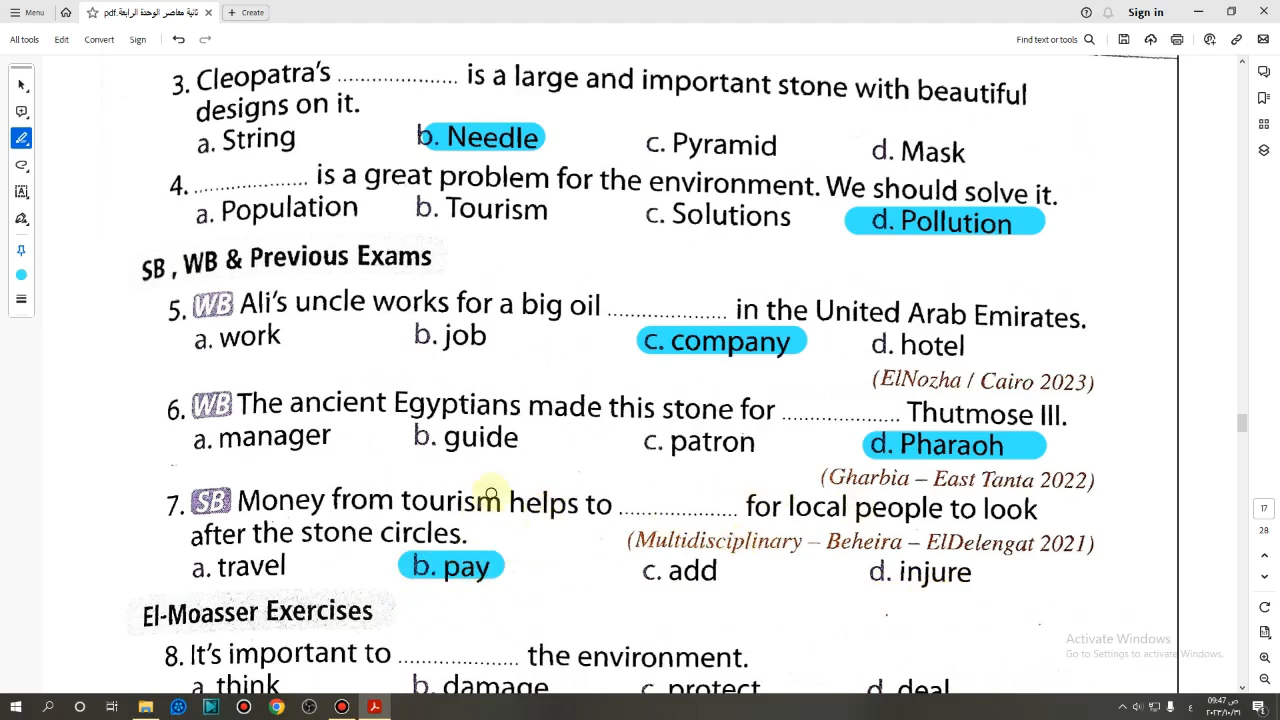 Menu
ثانية معاصر الوحدة الرابعة.pdf
+ Create
Sign in
All tools Edit Convert Sign
Find text or tools
3. Cleopatra's .................... is a large and important stone with beautiful
designs on it.
a. String b. Needle c. Pyramid d. Mask
4. .................... is a great problem for the environment. We should solve it.
a. Population b. Tourism c. Solutions d. Pollution
SB , WB & Previous Exams
5. WB Ali's uncle works for a big oil .................... in the United Arab Emirates.
a. work b. job c. company d. hotel
(ElNozha / Cairo 2023)
6. WB The ancient Egyptians made this stone for .................... Thutmose III.
a. manager b. guide c. patron d. Pharaoh
(Gharbia – East Tanta 2022)
7. SB Money from tourism helps to .................... for local people to look
after the stone circles.
(Multidisciplinary – Beheira – ElDelengat 2021)
a. travel b. pay c. add d. injure
El-Moasser Exercises
8. It's important to .................... the environment.
a. think b. damage c. protect d. deal
17
28
Activate Windows
Go to Settings to activate Windows.
ع
09:47 ص
٢٠٢٣/١٠/٣١